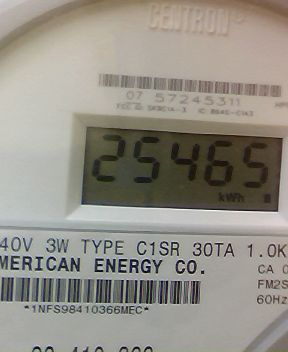 CENTRON®
07 57245311
25465
kWh
40V 3W TYPE C1SR 30TA 1.0K
MERICAN ENERGY CO.
CA 0
FM2S
60Hz
*1NFS98410366MEC*